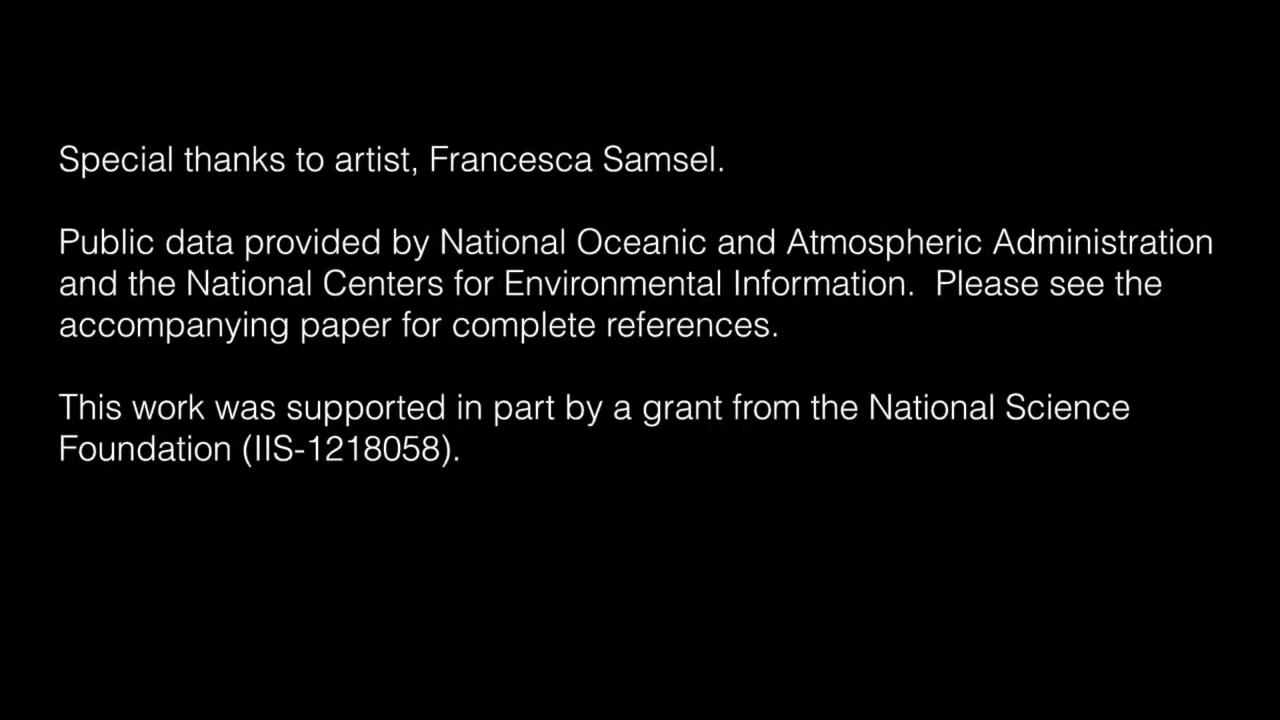 Special thanks to artist, Francesca Samsel.
Public data provided by National Oceanic and Atmospheric Administration
and the National Centers for Environmental Information.  Please see the
accompanying paper for complete references.
This work was supported in part by a grant from the National Science
Foundation (IIS-1218058).